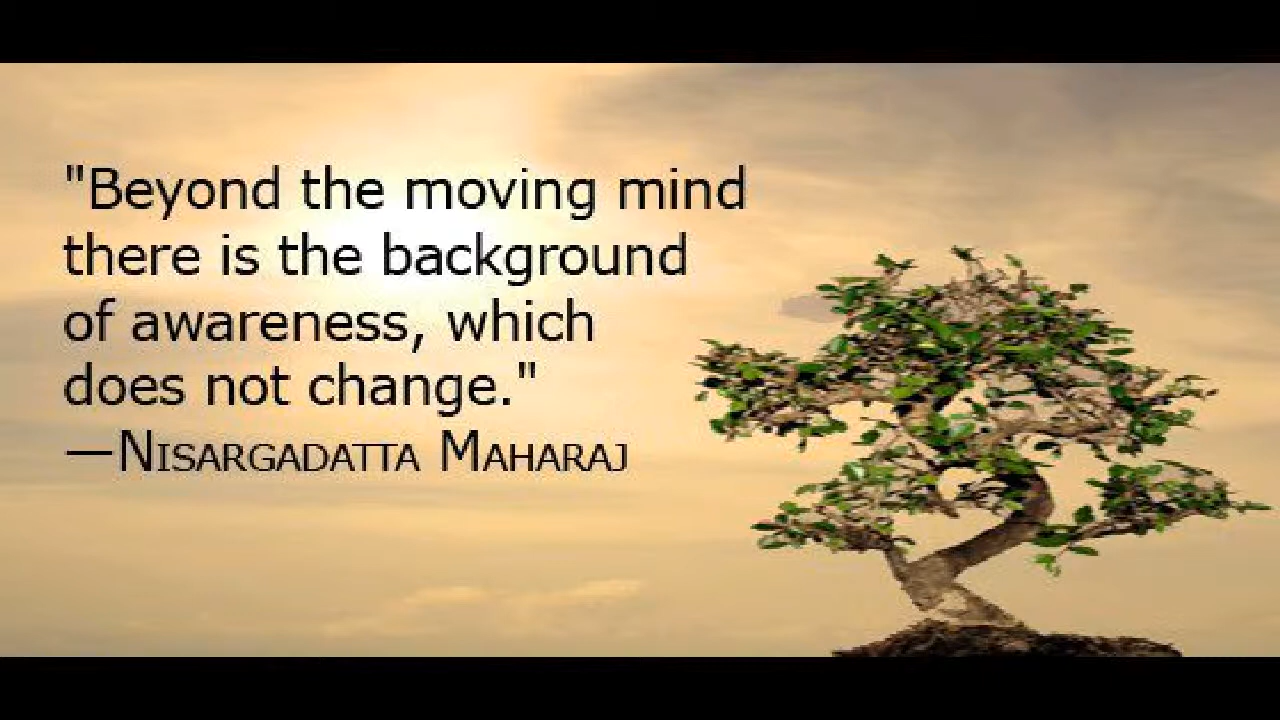 "Beyond the moving mind
there is the background
of awareness, which
does not change."
—NISARGADATTA MAHARAJ